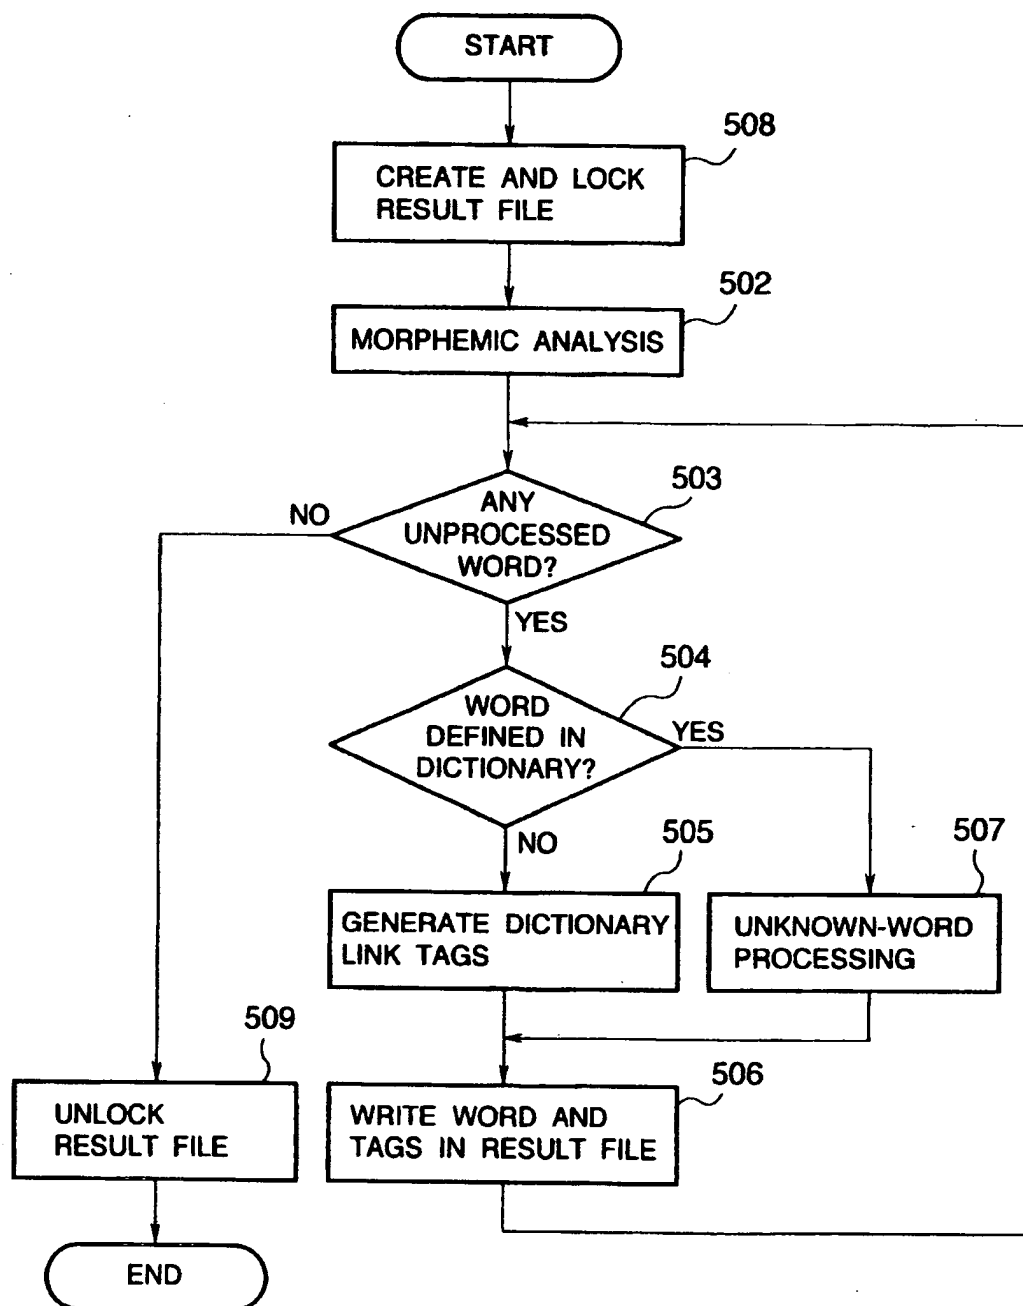 START
508
CREATE AND LOCK
RESULT FILE
502
MORPHEMIC ANALYSIS
503
NO
ANY
UNPROCESSED
WORD?
YES
504
WORD
DEFINED IN
DICTIONARY?
YES
NO
505
507
GENERATE DICTIONARY
LINK TAGS
UNKNOWN-WORD
PROCESSING
509
506
UNLOCK
RESULT FILE
WRITE WORD AND
TAGS IN RESULT FILE
END